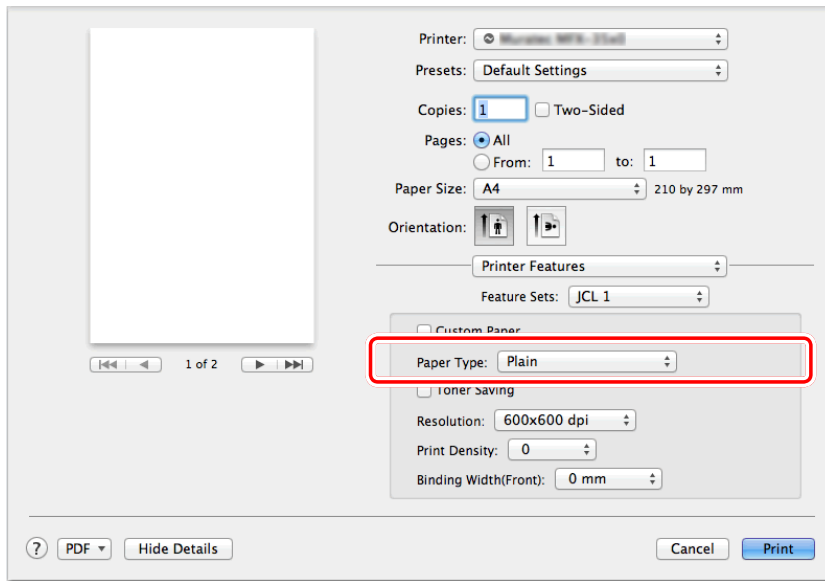 Printer:
Presets: Default Settings
Copies: 1 Two-Sided
Pages: All
From: 1 to: 1
Paper Size: A4 210 by 297 mm
Orientation:
Printer Features
Feature Sets: JCL 1
Custom Paper
Paper Type: Plain
Toner Saving
Resolution: 600x600 dpi
Print Density: 0
Binding Width(Front): 0 mm
1 of 2
? PDF Hide Details Cancel Print